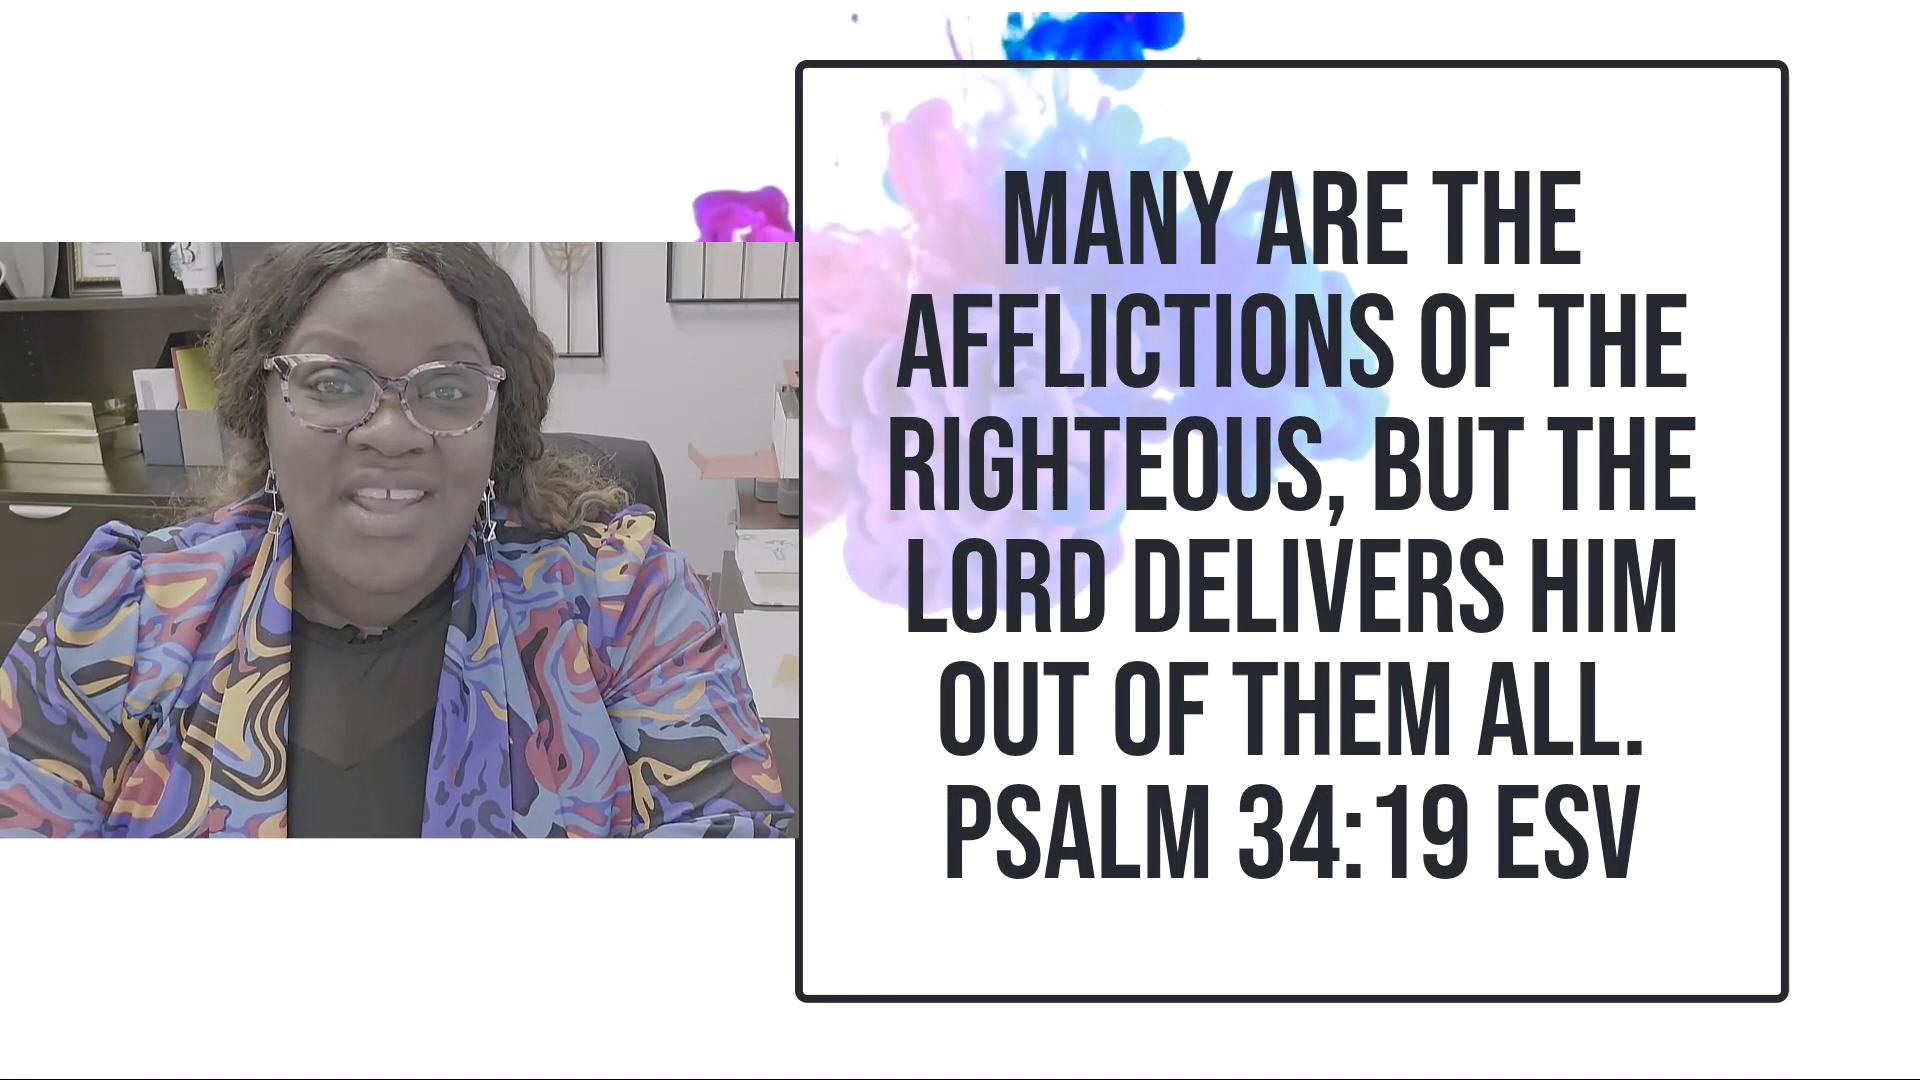 MANY ARE THE
AFFLICTIONS OF THE
RIGHTEOUS, BUT THE
LORD DELIVERS HIM
OUT OF THEM ALL.
PSALM 34:19 ESV